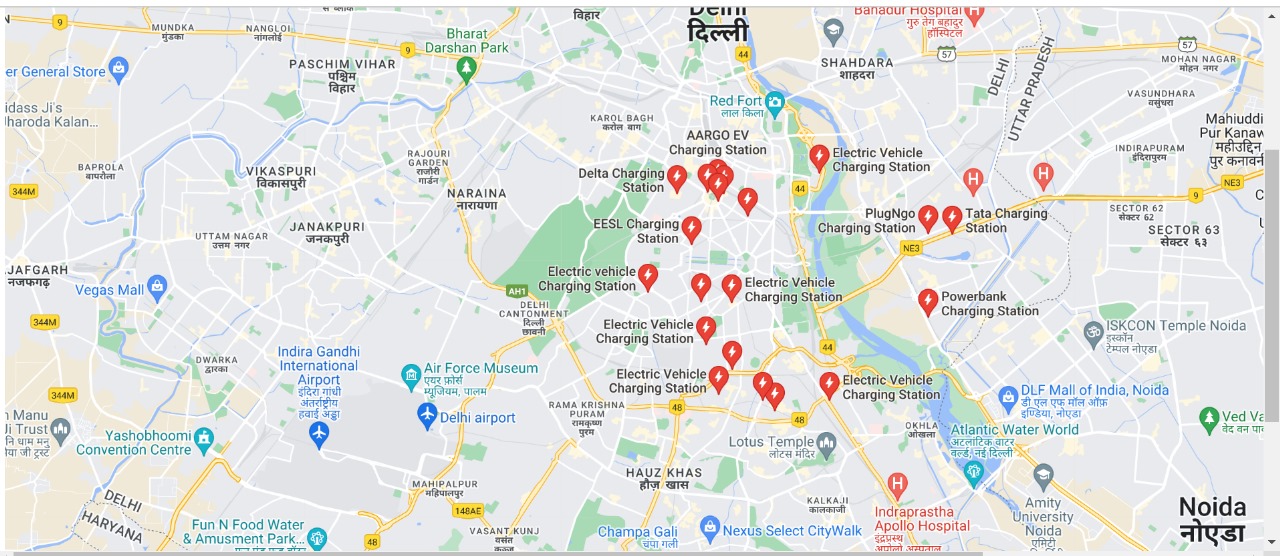 विहार
Delhi
दिल्ली
9
MUNDKA
मुंडका
NANGLOI
नांगलोई
Bharat
Darshan Park
9
44
Bahadur Hospital
गुरु तेग बहादुर
हॉस्पिटल
57
57
MOHAN NAGAR
मोहन नगर
er General Store
PASCHIM VIHAR
पश्चिम
विहार
SHAHDARA
शाहदरा
DELHI
UTTAR PRADESH
VASUNDHARA
वसुंधरा
Red Fort
लाल किला
idass Ji's
haroda Kalan...
KAROL BAGH
करोल बाग
Mahiuddi
Pur Kanaw
महीउद्दिन
पुर कनावनी
AARGO EV
Charging Station
INDIRAPURAM
इंदिरापुरम
BAPROLA
बापरोला
VIKASPURI
विकासपुरी
RAJOURI
GARDEN
राजौरी
गार्डन
Delta Charging
Station
Electric Vehicle
Charging Station
H
H
344M
NARAINA
नारायणा
44
9
NE3
PlugNgo
Charging Station
Tata Charging
Station
SECTOR 62
सेक्टर 62
SECTOR 63
सेक्टर ६३
UTTAM NAGAR
उत्तम नगर
JANAKPURI
जनकपुरी
EESL Charging
Station
NE3
JAFGARH
नजफगढ़
Vegas Mall
Electric vehicle
Charging Station
Electric Vehicle
Charging Station
AH1
Powerbank
Charging Station
DELHI
CANTONMENT
दिल्ली
छावनी
344M
Electric Vehicle
Charging Station
ISKCON Temple Noida
इस्कॉन
टेम्पल नोएडा
44
DWARKA
द्वारका
Indira Gandhi
International
Airport
इंदिरा गांधी
अंतर्राष्ट्रीय
हवाई अड्डा
Air Force Museum
एयर फ़ोर्स
म्यूजियम, पालम
Electric Vehicle
Charging Station
Electric Vehicle
Charging Station
344M
DLF Mall of India, Noida
डी एल एफ मॉल ऑफ़
इण्डिया, नोएडा
RAMA KRISHNA
PURAM
रामकृष्ण
पुरम
48
48
Delhi airport
n Manu
i Trust
Yashobhoomi
Convention Centre
OKHLA
ओखला
Atlantic Water World
अटलांटिक वाटर
वर्ल्ड, नई दिल्ली
Ved Va
वेद वन पा
Lotus Temple
लोटस मंदिर
HAUZ KHAS
हौज़ खास
MAHIPALPUR
महिपालपुर
H
DELHI
HARYANA
148AE
KALKAJI
कालकाजी
Indraprastha
Apollo Hospital
इंद्रप्रस्थ
अपोलो अस्पताल
Amity
University
Noida
एमिटी
Noida
नोएडा
Fun N Food Water
& Amusment Park...
48
VASANT KUNJ
वसंत
कुन्ज
Champa Gali
चंपा गली
Nexus Select CityWalk